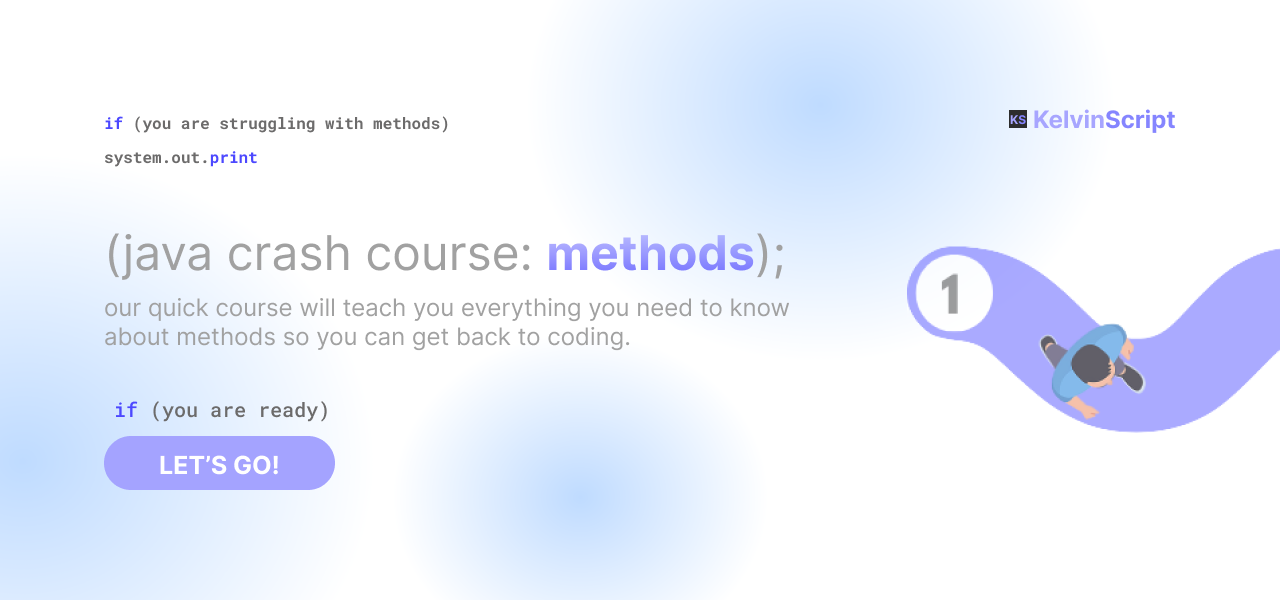 if (you are struggling with methods)
KS KelvinScript
system.out.print
(java crash course: methods);
our quick course will teach you everything you need to know
about methods so you can get back to coding.
1
if (you are ready)
LET’S GO!